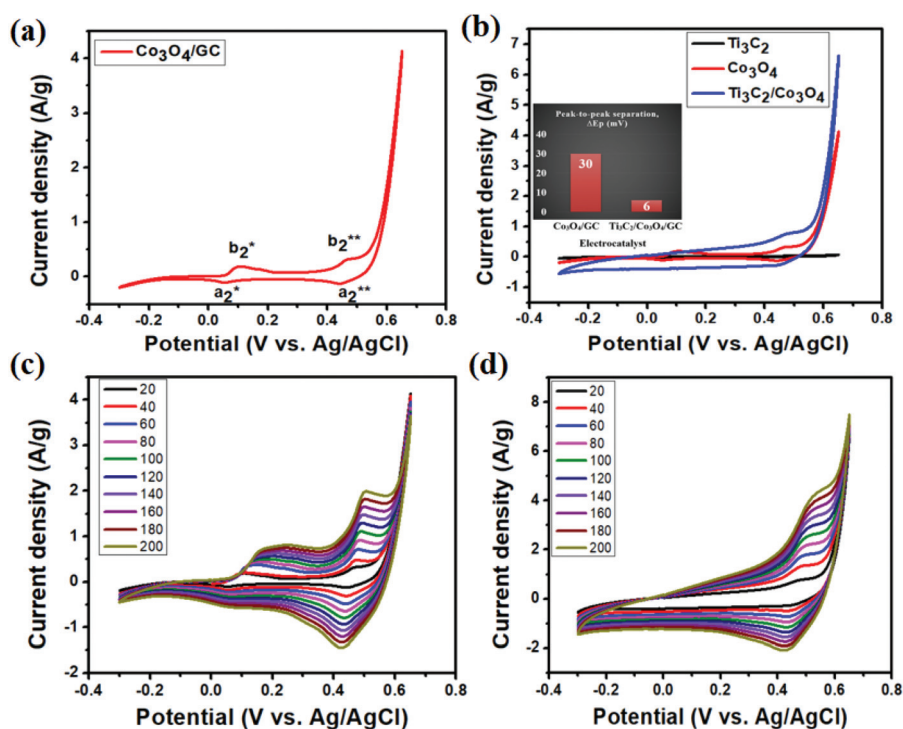 (a)
Co3O4/GC
b2*
b2**
a2*
a2**
4
3
2
1
0
-0.4 -0.2 0.0 0.2 0.4 0.6 0.8
Current density (A/g)
Potential (V vs. Ag/AgCl)
(b)
Ti3C2
Co3O4
Ti3C2/Co3O4
Peak-to-peak separation,
ΔEp (mV)
40
30
20
10
0
30
6
Co3O4/GC Ti3C2/Co3O4/GC
Electrocatalyst
7
6
5
4
3
2
1
0
-1
-0.4 -0.2 0.0 0.2 0.4 0.6 0.8
Current density (A/g)
Potential (V vs. Ag/AgCl)
(c)
20
40
60
80
100
120
140
160
180
200
4
3
2
1
0
-1
-2
-0.4 -0.2 0.0 0.2 0.4 0.6 0.8
Current density (A/g)
Potential (V vs. Ag/AgCl)
(d)
20
40
60
80
100
120
140
160
180
200
8
6
4
2
0
-2
-0.4 -0.2 0.0 0.2 0.4 0.6 0.8
Current density (A/g)
Potential (V vs. Ag/AgCl)